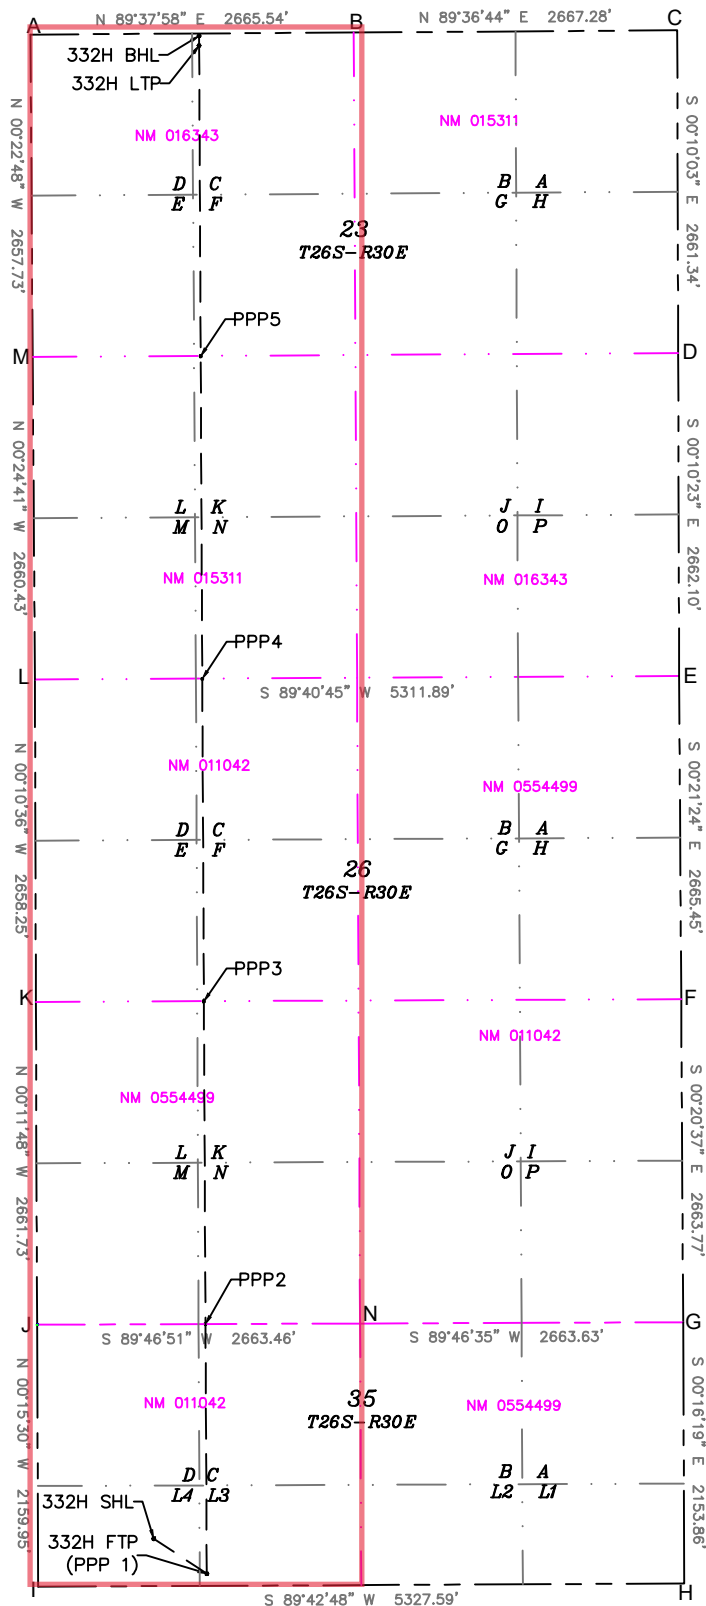 N 89°37'58" E 2665.54'
N 89°36'44" E 2667.28'
A
B
C
332H BHL
332H LTP
NM 016343
NM 015311
N 00°22'48" W 2657.73'
S 00°10'03" E 2661.34'
D C
E F
B A
G H
23
T26S-R30E
PPP5
M
D
N 00°24'41" W 2660.43'
S 00°10'23" E 2662.10'
L K
M N
J I
O P
NM 015311
NM 016343
PPP4
L
E
S 89°40'45" W 5311.89'
NM 011042
NM 0554499
N 00°10'36" W 2658.25'
S 00°21'24" E 2665.45'
D C
E F
B A
G H
26
T26S-R30E
PPP3
K
F
NM 011042
NM 0554499
N 00°11'48" W 2661.73'
S 00°20'37" E 2663.77'
L K
M N
J I
O P
PPP2
J
N
G
S 89°46'51" W 2663.46'
S 89°46'35" W 2663.63'
N 00°15'30" W 2159.95'
S 00°16'19" E 2153.86'
NM 011042
NM 0554499
35
T26S-R30E
D C
L4 L3
B A
L2 L1
332H SHL
332H FTP
(PPP 1)
I
H
S 89°42'48" W 5327.59'